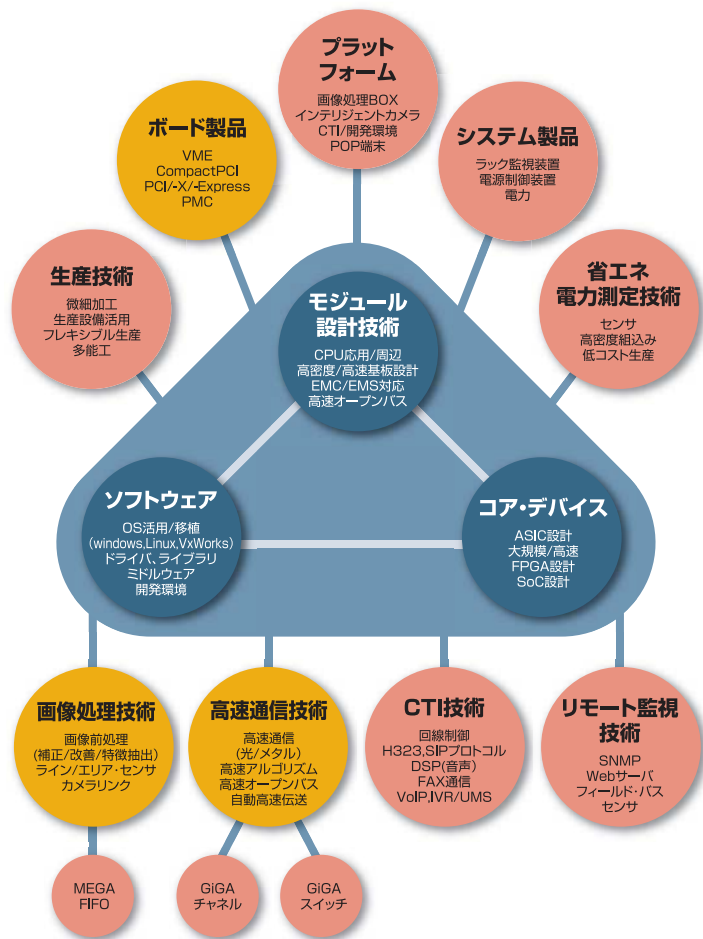 プラット
フォーム
画像処理BOX
インテリジェントカメラ
CTI/開発環境
POP端末
ボード製品
VME
CompactPCI
PCI/-X/-Express
PMC
システム製品
ラック監視装置
電源制御装置
電力
生産技術
微細加工
生産設備活用
フレキシブル生産
多能工
省エネ
電力測定技術
センサ
高密度組込み
低コスト生産
モジュール
設計技術
CPU応用/周辺
高密度/高速基板設計
EMC/EMS対応
高速オープンバス
ソフトウェア
OS活用/移植
(windows,Linux,VxWorks)
ドライバ、ライブラリ
ミドルウェア
開発環境
コア・デバイス
ASIC設計
大規模/高速
FPGA設計
SoC設計
画像処理技術
画像前処理
(補正/改善/特徴抽出)
ライン/エリア・センサ
カメラリンク
高速通信技術
高速通信
(光/メタル)
高速アルゴリズム
高速オープンバス
自動高速伝送
CTI技術
回線制御
H323,SIPプロトコル
DSP(音声)
FAX通信
VoIP,IVR/UMS
リモート監視
技術
SNMP
Webサーバ
フィールド・バス
センサ
MEGA
FIFO
GiGA
チャネル
GiGA
スイッチ